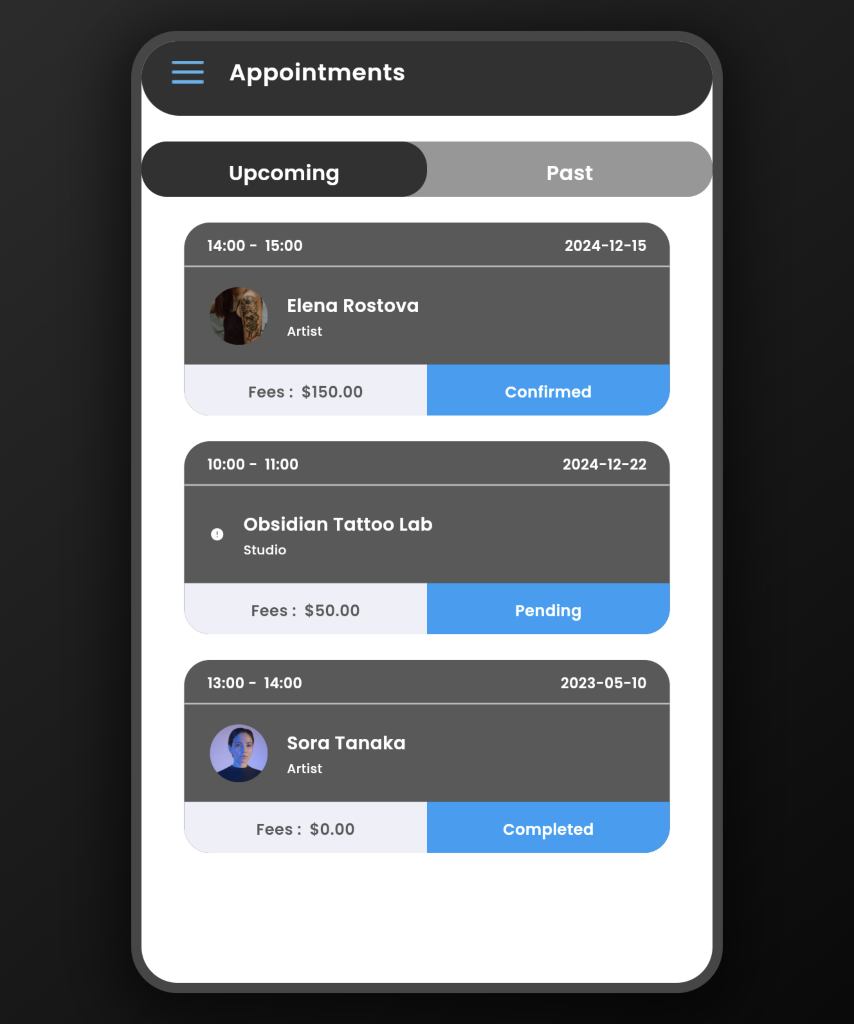 Appointments
Upcoming Past
14:00 - 15:00 2024-12-15
Elena Rostova
Artist
Fees : $150.00 Confirmed
10:00 - 11:00 2024-12-22
Obsidian Tattoo Lab
Studio
Fees : $50.00 Pending
13:00 - 14:00 2023-05-10
Sora Tanaka
Artist
Fees : $0.00 Completed